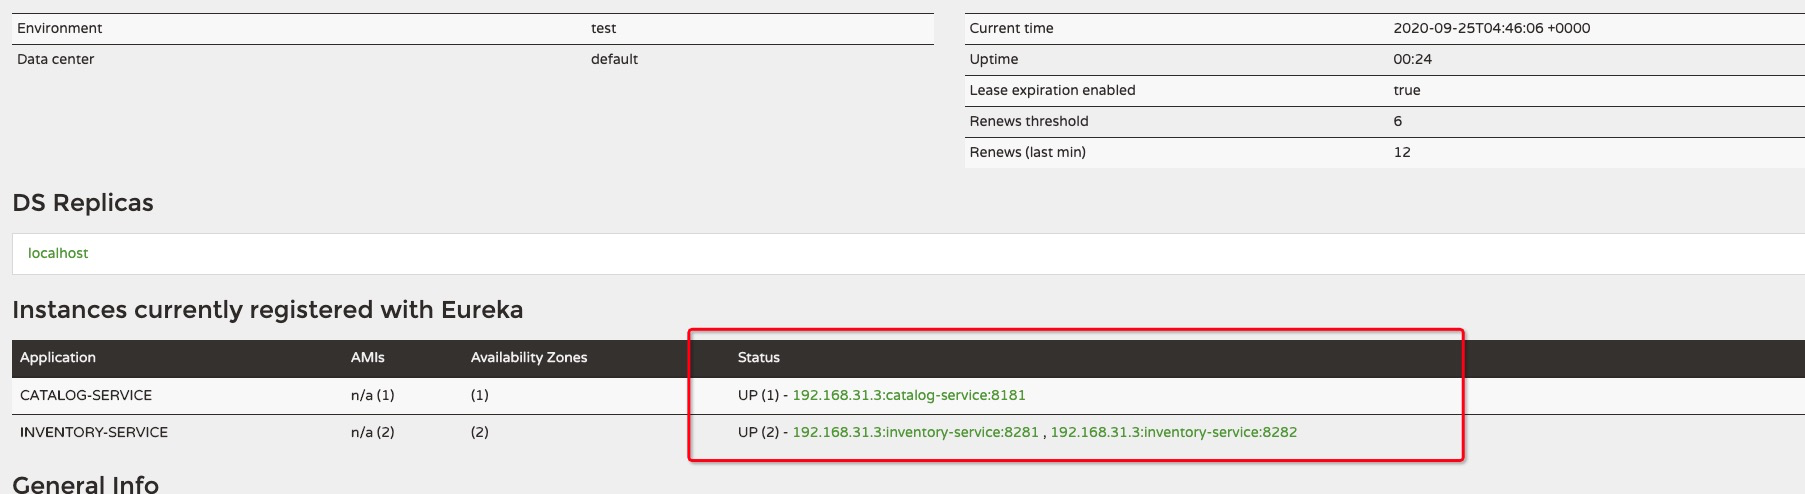 Environment test
Data center default
Current time 2020-09-25T04:46:06 +0000
Uptime 00:24
Lease expiration enabled true
Renews threshold 6
Renews (last min) 12
DS Replicas
localhost
Instances currently registered with Eureka
Application AMIs Availability Zones Status
CATALOG-SERVICE n/a (1) (1) UP (1) - 192.168.31.3:catalog-service:8181
INVENTORY-SERVICE n/a (2) (2) UP (2) - 192.168.31.3:inventory-service:8281 , 192.168.31.3:inventory-service:8282
General Info